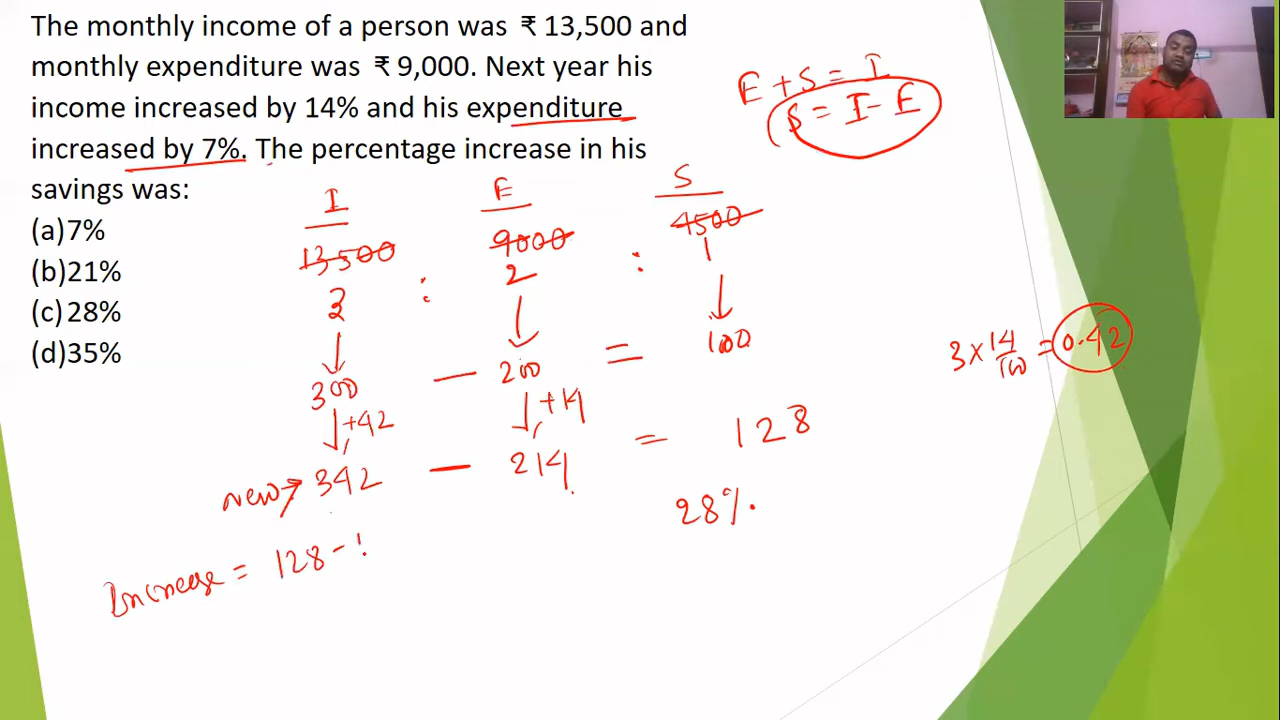 The monthly income of a person was ₹ 13,500 and
monthly expenditure was ₹ 9,000. Next year his
income increased by 14% and his expenditure
increased by 7%. The percentage increase in his
savings was:
(a)7%
(b)21%
(c)28%
(d)35%
E + S = I
S = I - E
I E S
13500 : 9000 : 4500
3 2 1
300 - 200 = 100
+42 +14
new→ 342 - 214 = 128
28%.
Increase = 128 -
3 × 14/100 = 0.42